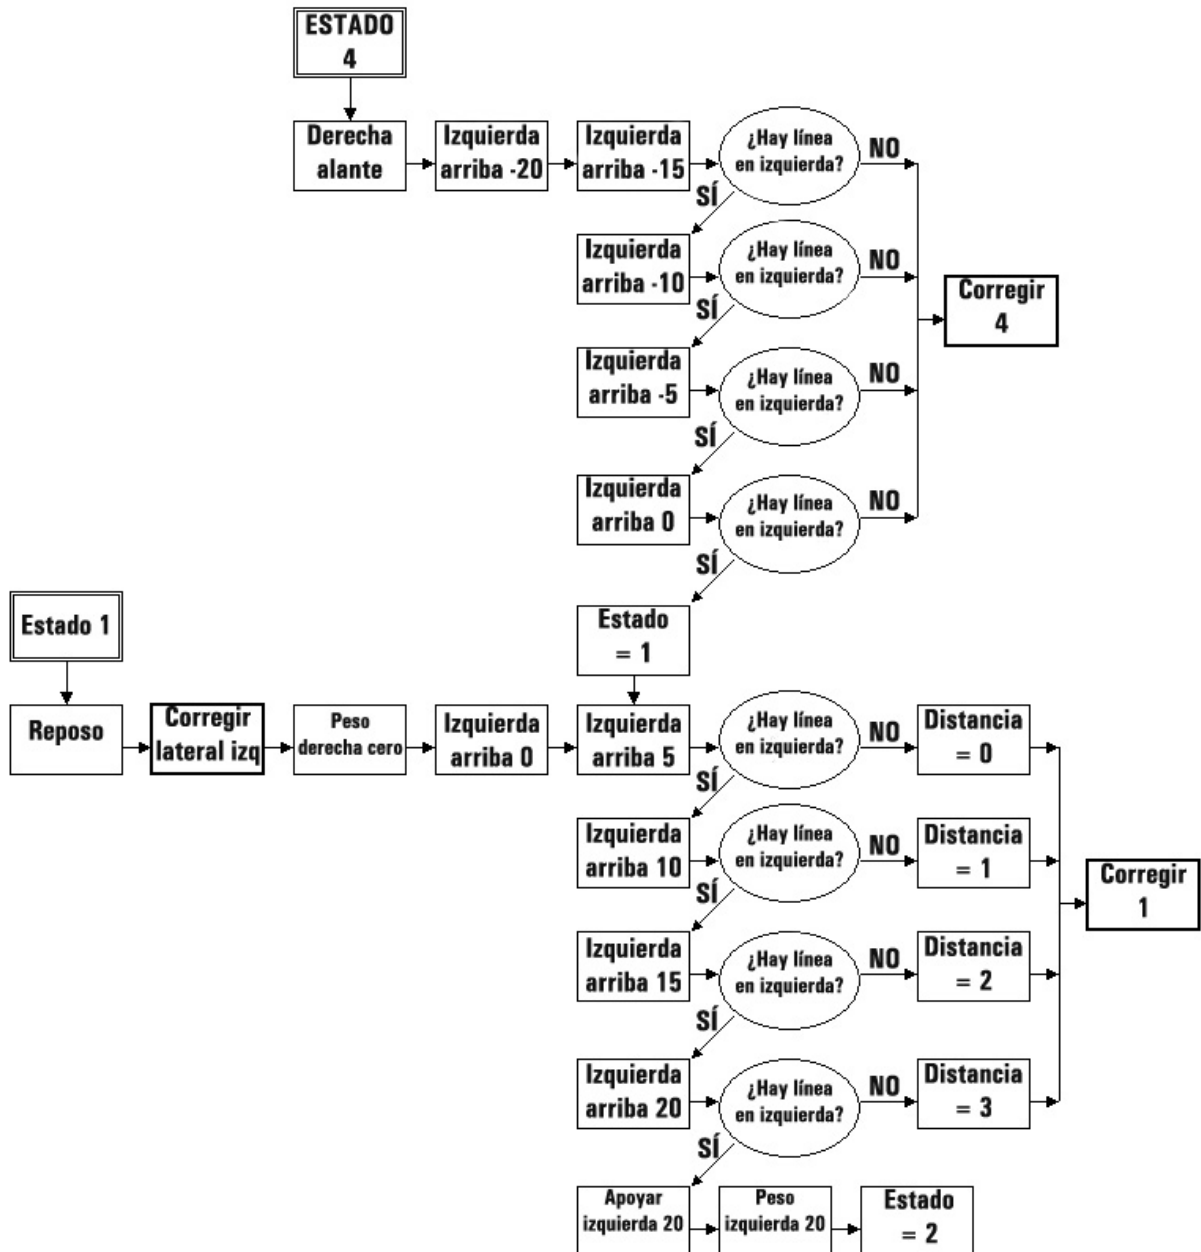 ESTADO
4
Derecha
alante
Izquierda
arriba -20
Izquierda
arriba -15
¿Hay línea
en izquierda?
NO
SÍ
Izquierda
arriba -10
¿Hay línea
en izquierda?
NO
Corregir
4
SÍ
Izquierda
arriba -5
¿Hay línea
en izquierda?
NO
SÍ
Izquierda
arriba 0
¿Hay línea
en izquierda?
NO
SÍ
Estado
= 1
Estado 1
Reposo
Corregir
lateral izq
Peso
derecha cero
Izquierda
arriba 0
Izquierda
arriba 5
¿Hay línea
en izquierda?
NO
Distancia
= 0
SÍ
Izquierda
arriba 10
¿Hay línea
en izquierda?
NO
Distancia
= 1
Corregir
1
SÍ
Izquierda
arriba 15
¿Hay línea
en izquierda?
NO
Distancia
= 2
SÍ
Izquierda
arriba 20
¿Hay línea
en izquierda?
NO
Distancia
= 3
SÍ
Apoyar
izquierda 20
Peso
izquierda 20
Estado
= 2